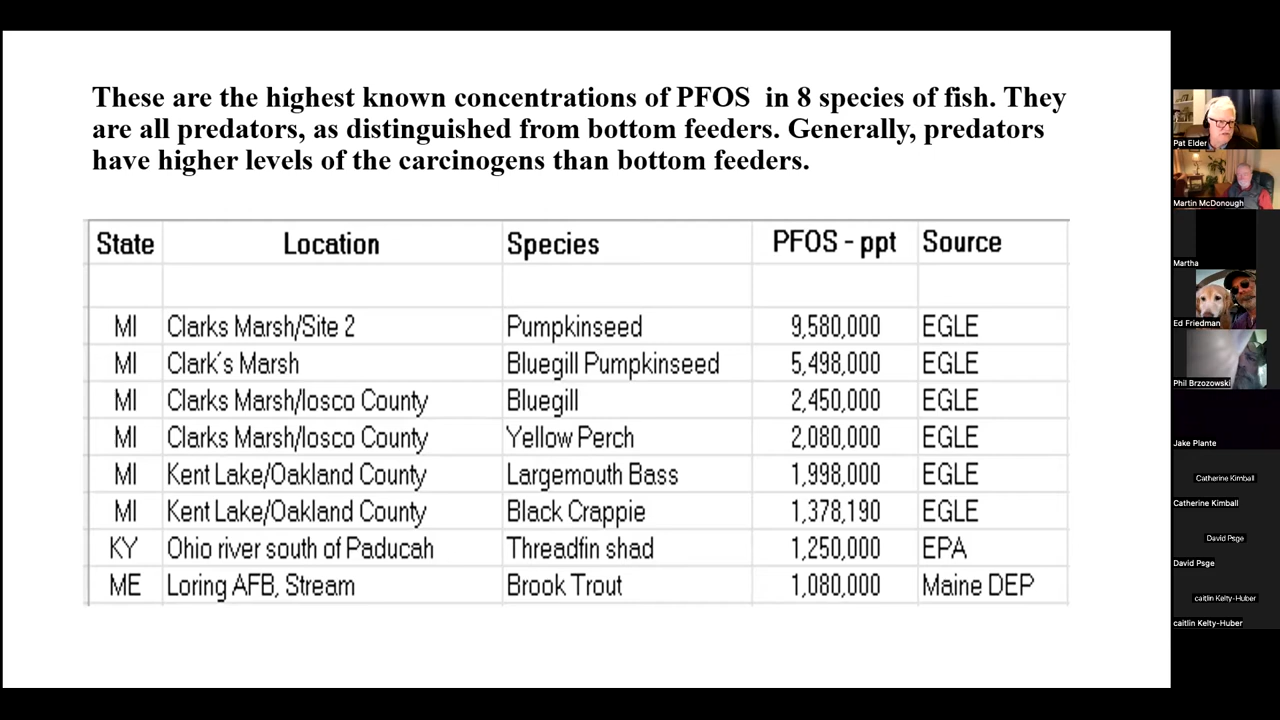 These are the highest known concentrations of PFOS in 8 species of fish. They
are all predators, as distinguished from bottom feeders. Generally, predators
have higher levels of the carcinogens than bottom feeders.
State Location Species PFOS - ppt Source
MI Clarks Marsh/Site 2 Pumpkinseed 9,580,000 EGLE
MI Clark´s Marsh Bluegill Pumpkinseed 5,498,000 EGLE
MI Clarks Marsh/Iosco County Bluegill 2,450,000 EGLE
MI Clarks Marsh/Iosco County Yellow Perch 2,080,000 EGLE
MI Kent Lake/Oakland County Largemouth Bass 1,998,000 EGLE
MI Kent Lake/Oakland County Black Crappie 1,378,190 EGLE
KY Ohio river south of Paducah Threadfin shad 1,250,000 EPA
ME Loring AFB, Stream Brook Trout 1,080,000 Maine DEP
Pat Elder
Martin McDonough
Martha
Ed Friedman
Phil Brzozowski
Jake Plante
Catherine Kimball
Catherine Kimball
David Psge
David Psge
caitlin Kelty-Huber
caitlin Kelty-Huber